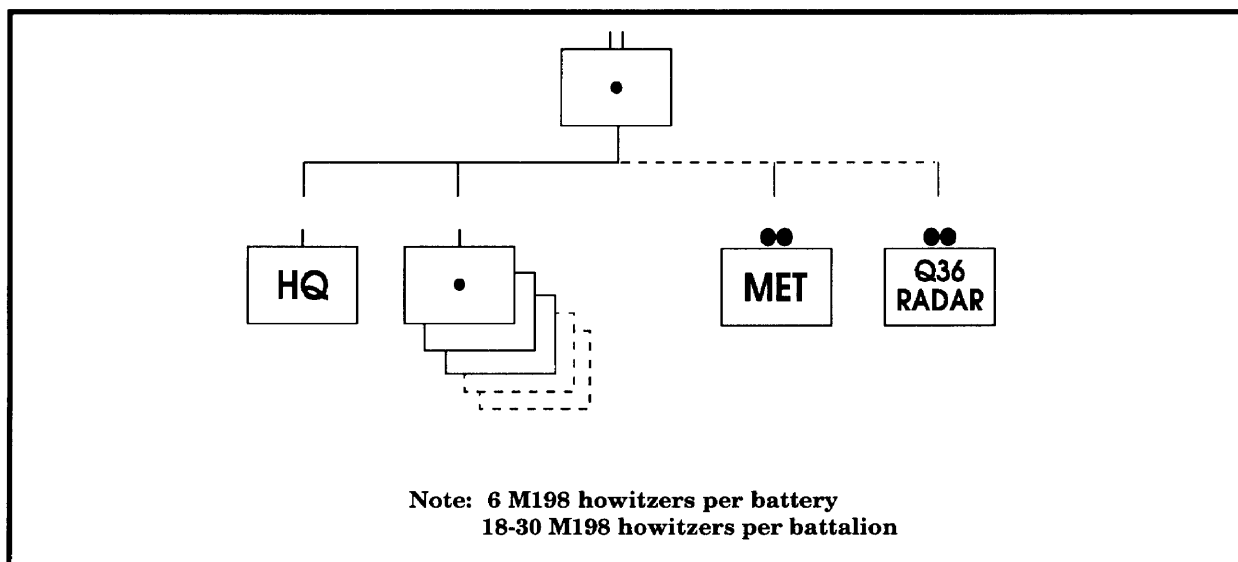 HQ
MET
Q36
RADAR
Note: 6 M198 howitzers per battery
18-30 M198 howitzers per battalion